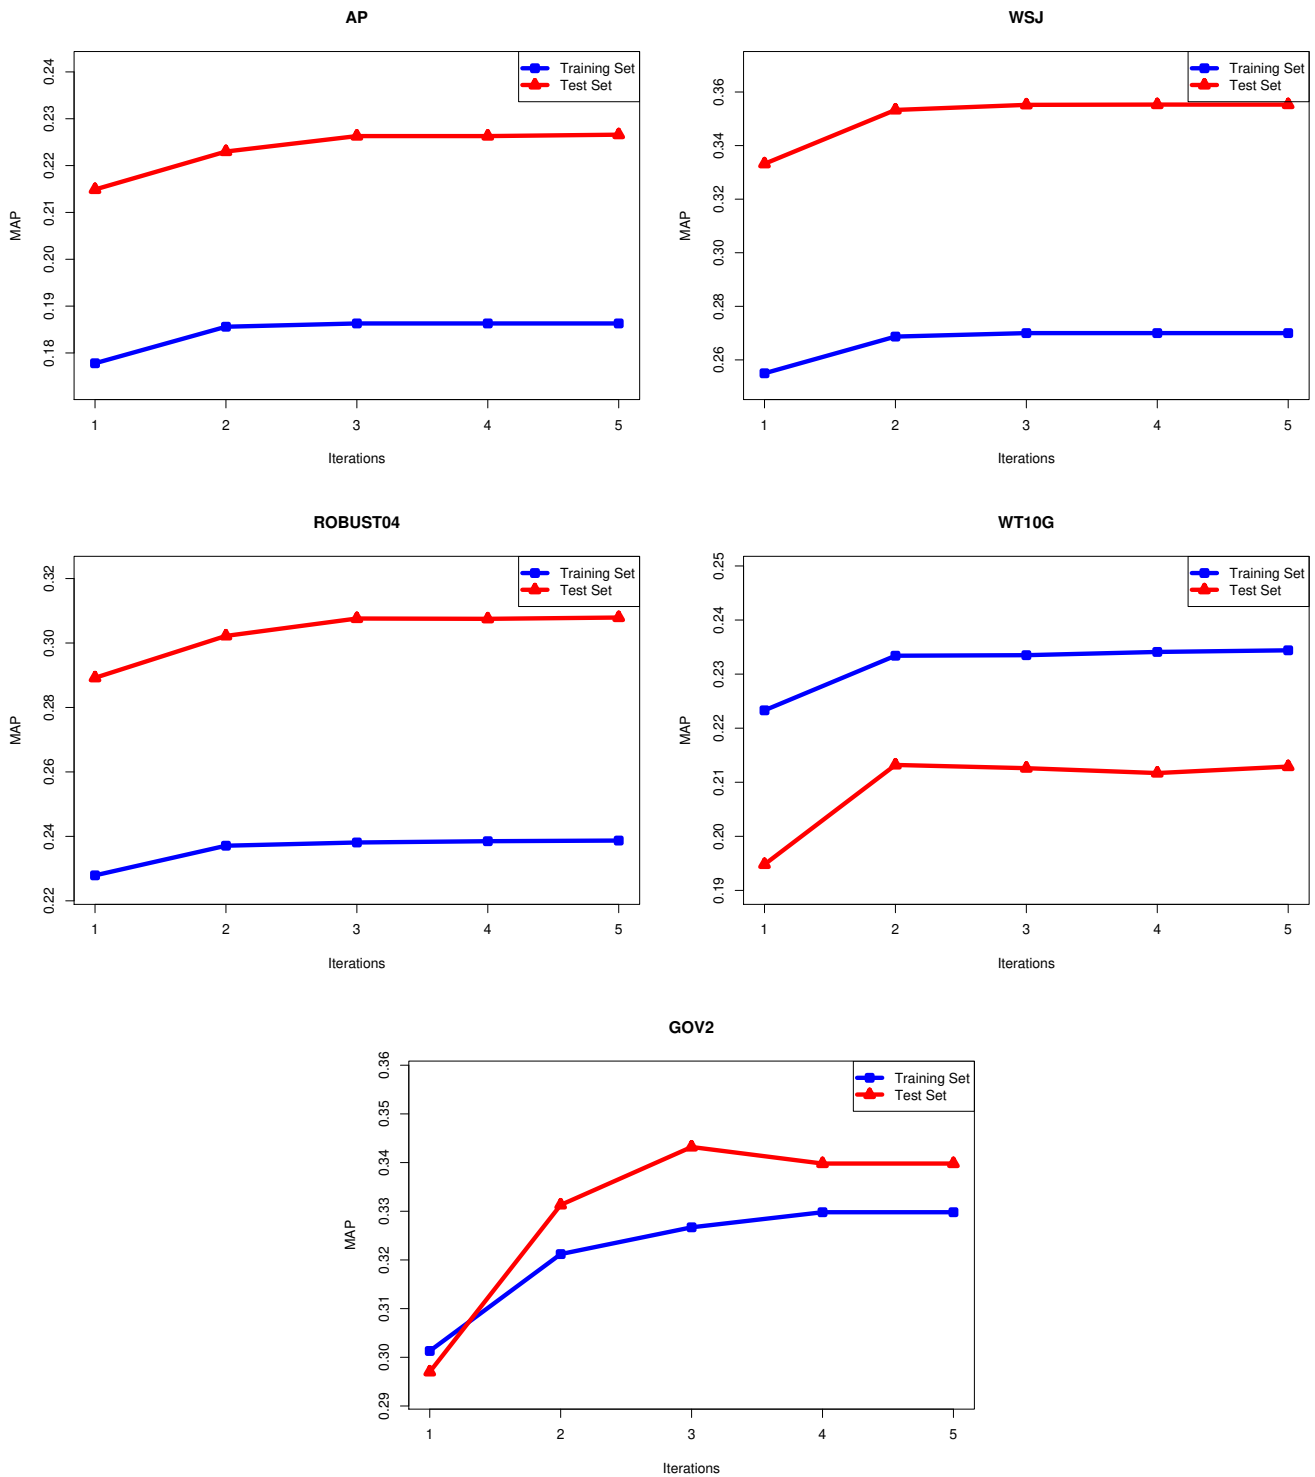 AP
MAP
0.24
0.23
0.22
0.21
0.20
0.19
0.18
Training Set
Test Set
1 2 3 4 5
Iterations
WSJ
MAP
0.36
0.34
0.32
0.30
0.28
0.26
Training Set
Test Set
1 2 3 4 5
Iterations
ROBUST04
MAP
0.32
0.30
0.28
0.26
0.24
0.22
Training Set
Test Set
1 2 3 4 5
Iterations
WT10G
MAP
0.25
0.24
0.23
0.22
0.21
0.20
0.19
Training Set
Test Set
1 2 3 4 5
Iterations
GOV2
MAP
0.36
0.35
0.34
0.33
0.32
0.31
0.30
0.29
Training Set
Test Set
1 2 3 4 5
Iterations